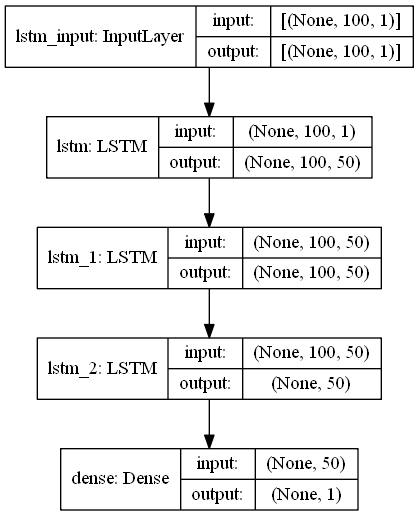 lstm_input: InputLayer
input:
[(None, 100, 1)]
output:
[(None, 100, 1)]
lstm: LSTM
input:
(None, 100, 1)
output:
(None, 100, 50)
lstm_1: LSTM
input:
(None, 100, 50)
output:
(None, 100, 50)
lstm_2: LSTM
input:
(None, 100, 50)
output:
(None, 50)
dense: Dense
input:
(None, 50)
output:
(None, 1)